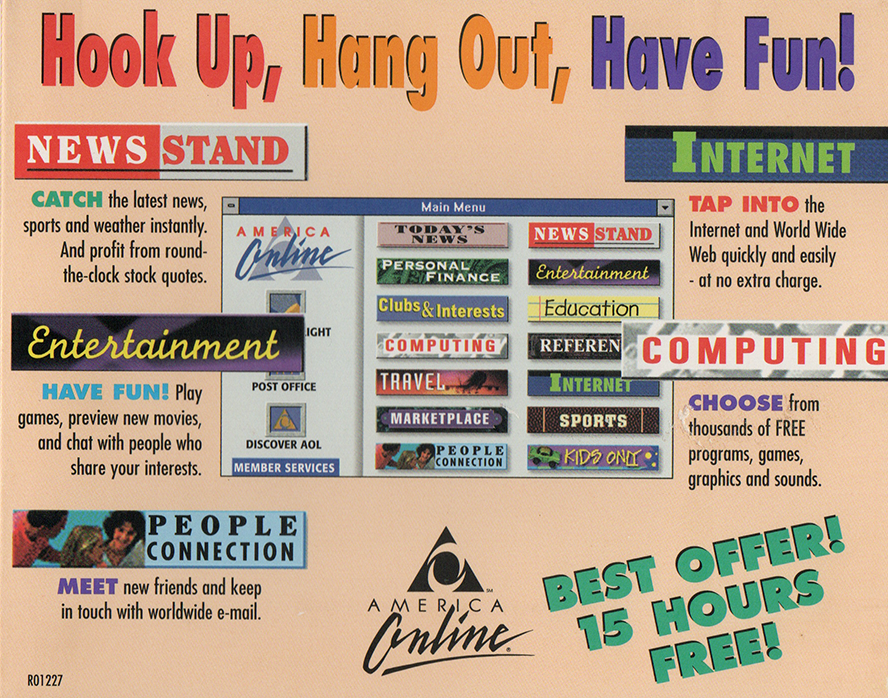 Hook Up, Hang Out, Have Fun!
NEWSSTAND
CATCH the latest news,
sports and weather instantly.
And profit from round-
the-clock stock quotes.
Entertainment
HAVE FUN! Play
games, preview new movies,
and chat with people who
share your interests.
PEOPLE
CONNECTION
MEET new friends and keep
in touch with worldwide e-mail.
R01227
Main Menu
AMERICA
Online
IGHT
POST OFFICE
DISCOVER AOL
MEMBER SERVICES
TODAY'S
NEWS
PERSONAL
FINANCE
Clubs & Interests
COMPUTING
TRAVEL
MARKETPLACE
PEOPLE
CONNECTION
NEWSSTAND
Entertainment
Education
REFEREN
INTERNET
SPORTS
KIDS ONLY
INTERNET
TAP INTO the
Internet and World Wide
Web quickly and easily
- at no extra charge.
COMPUTING
CHOOSE from
thousands of FREE
programs, games,
graphics and sounds.
AMERICA
Online
SM
®
BEST OFFER!
15 HOURS
FREE!